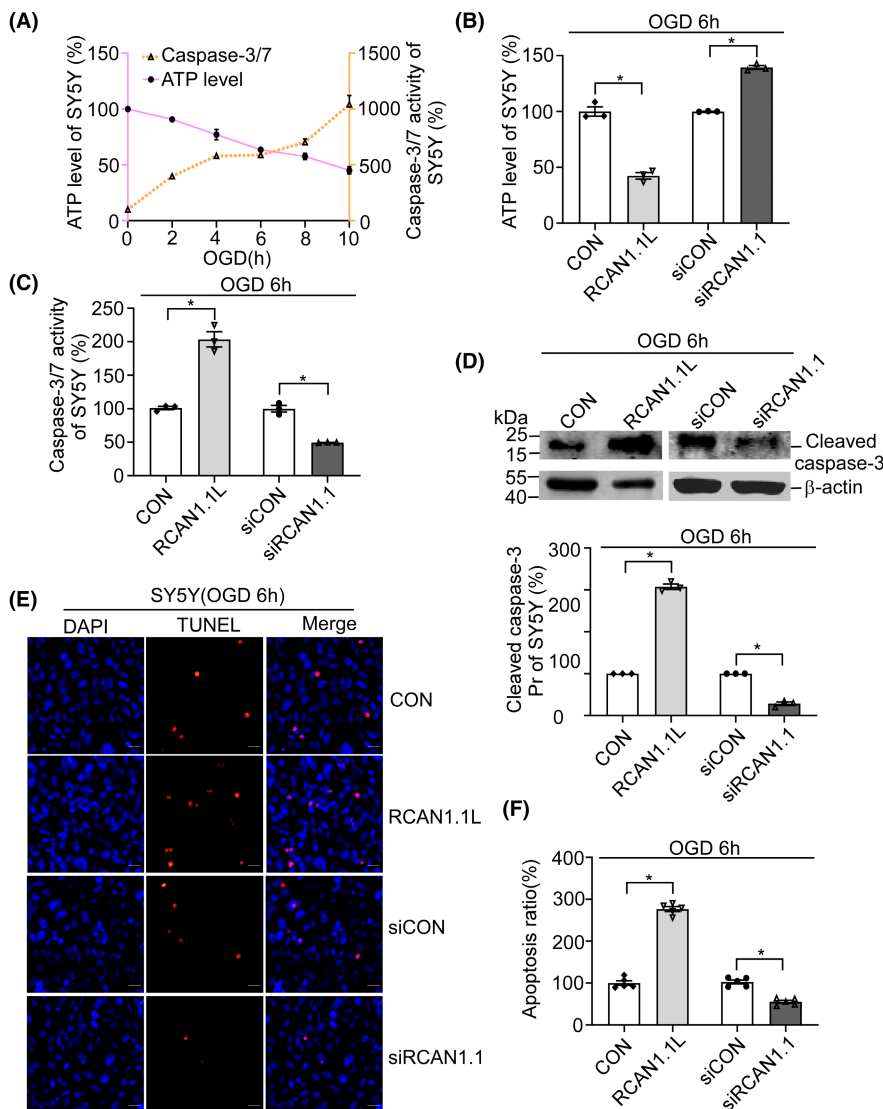 (A)
ATP level of SY5Y (%)
150
100
50
0
Caspase-3/7
ATP level
1500
1000
500
0
Caspase-3/7 activity of
SY5Y (%)
0 2 4 6 8 10
OGD(h)
(B)
OGD 6h
ATP level of SY5Y (%)
150
100
50
0
*
*
CON
RCAN1.1L
siCON
siRCAN1.1
(C)
OGD 6h
Caspase-3/7 activity
of SY5Y (%)
250
200
150
100
50
0
*
*
CON
RCAN1.1L
siCON
siRCAN1.1
(D)
OGD 6h
CON
RCAN1.1L
siCON
siRCAN1.1
kDa
25
15
Cleaved
caspase-3
55
40
β-actin
OGD 6h
Cleaved caspase-3
Pr of SY5Y (%)
300
200
100
0
*
*
CON
RCAN1.1L
siCON
siRCAN1.1
(E)
SY5Y(OGD 6h)
DAPI TUNEL Merge
CON
RCAN1.1L
siCON
siRCAN1.1
(F)
OGD 6h
Apoptosis ratio(%)
400
300
200
100
0
*
*
CON
RCAN1.1L
siCON
siRCAN1.1